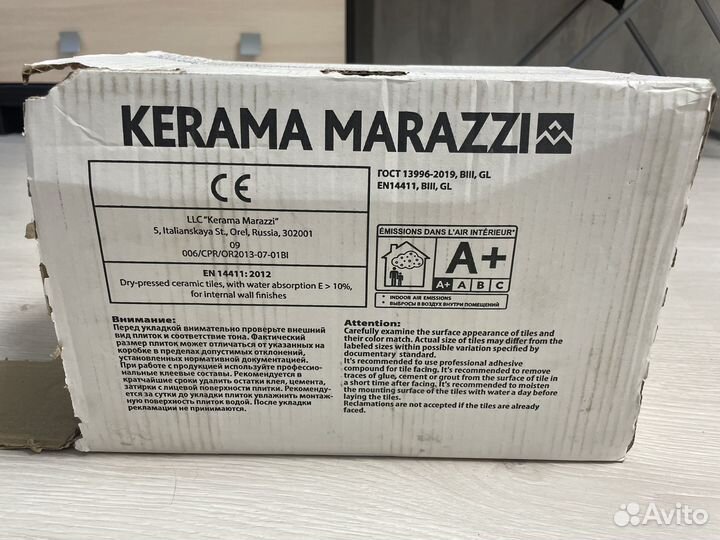 KERAMA MARAZZI
CE
LLC "Kerama Marazzi"
5, Italianskaya St., Orel, Russia, 302001
09
006/CPR/OR2013-07-01BI
EN 14411: 2012
Dry-pressed ceramic tiles, with water absorption E > 10%,
for internal wall finishes
ГОСТ 13996-2019, BIII, GL
EN14411, BIII, GL
ÉMISSIONS DANS L'AIR INTÉRIEUR*
A+
A+ A B C
* INDOOR AIR EMISSIONS
* ВЫБРОСЫ В ВОЗДУХ ВНУТРИ ПОМЕЩЕНИЙ
Внимание:
Перед укладкой внимательно проверьте внешний
вид плиток и соответствие тона. Фактический
размер плиток может отличаться от указанных на
коробке в пределах допустимых отклонений,
установленных нормативной документацией.
При работе с продукцией используйте профессио-
нальные клеевые составы. Рекомендуется в
кратчайшие сроки удалить остатки клея, цемента,
затирки с лицевой поверхности плитки. Рекоменду-
ется за сутки до укладки плиток увлажнить монтаж-
ную поверхность плиток водой. После укладки
рекламации не принимаются.
Attention:
Carefully examine the surface appearance of tiles and
their color match. Actual size of tiles may differ from the
labeled sizes within possible variation specified by
documentary standard.
It's recommended to use professional adhesive
compound for tile facing. It's recommended to remove
traces of glue, cement or grout from the surface of tile in
a short time after facing. It's recommended to moisten
the mounting surface of the tiles with water a day before
laying the tiles.
Reclamations are not accepted if the tiles are already
faced.
Avito